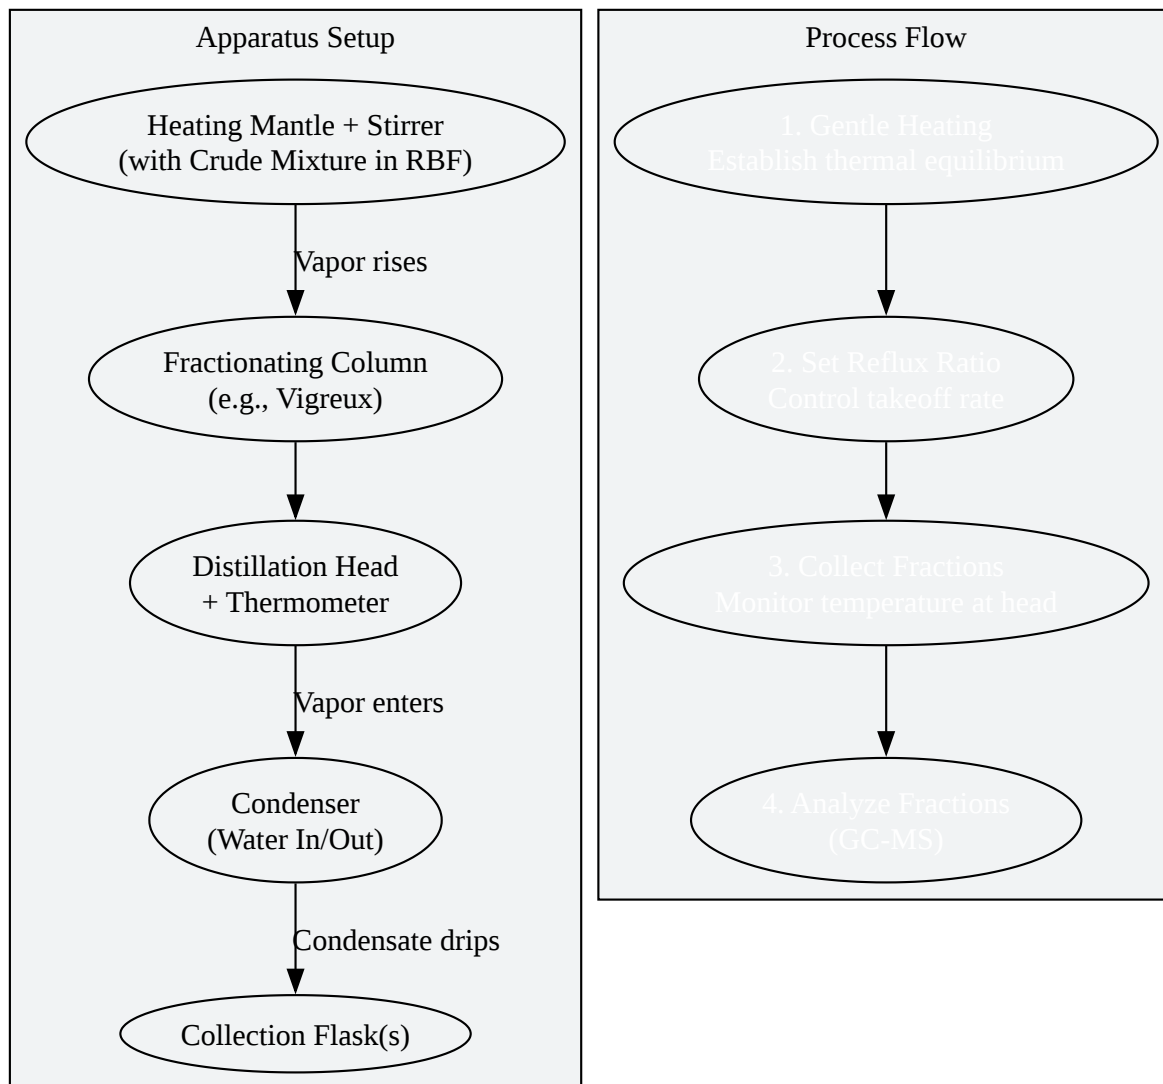 Apparatus Setup
Heating Mantle + Stirrer
(with Crude Mixture in RBF)
Vapor rises
Fractionating Column
(e.g., Vigreux)
Distillation Head
+ Thermometer
Vapor enters
Condenser
(Water In/Out)
Condensate drips
Collection Flask(s)
Process Flow
1. Gentle Heating
Establish thermal equilibrium
2. Set Reflux Ratio
Control takeoff rate
3. Collect Fractions
Monitor temperature at head
4. Analyze Fractions
(GC-MS)